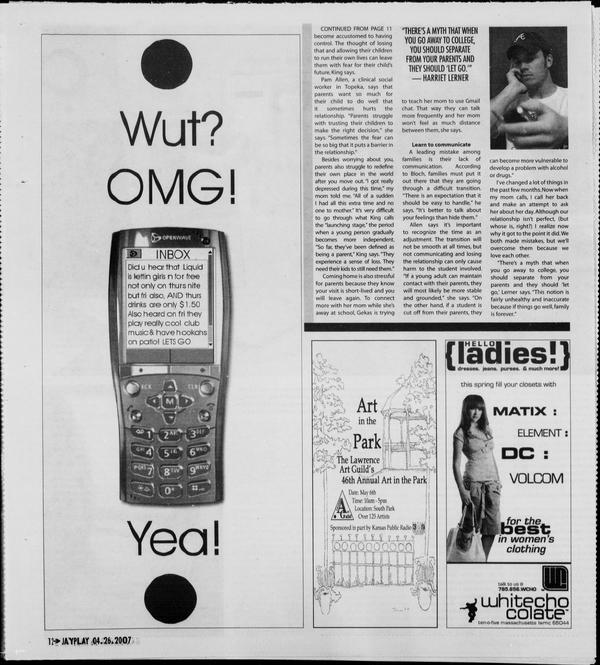 Wut?
OMG!
OPENWAVE
INBOX
Did u hear that Liquid
is lettin girls n for free
not only on thurs nite
but fri also, AND thurs
drinks are only $1.50
Also heard on fri they
play really cool club
music & have hookahs
on patio! LETS GO
Yea!
12 JAYPLAY 04.26.2007
CONTINUED FROM PAGE 11
become accustomed to having
control. The thought of losing
that and allowing their children
to run their own lives can leave
them with fear for their child's
future, King says.
Pam Allen, a clinical social
worker in Topeka, says that
parents want so much for
their child to do well that
it sometimes hurts the
relationship. "Parents struggle
with trusting their children to
make the right decision," she
says. "Sometimes the fear can
be so big that it puts a barrier in
the relationship."
Besides worrying about you,
parents also struggle to redefine
their own place in the world
after you move out. "I got really
depressed during this time," my
mom told me. "All of a sudden
I had all this extra time and no
one to mother." It's very difficult
to go through what King calls
the "launching stage," the period
when a young person gradually
becomes more independent.
"So far, they've been defined as
being a parent," King says. "They
experience a sense of loss. They
need their kids to still need them."
Coming home is also stressful
for parents because they know
your visit is short-lived and you
will leave again. To connect
more with her mom while she's
away at school, Gekas is trying
"THERE'S A MYTH THAT WHEN
YOU GO AWAY TO COLLEGE,
YOU SHOULD SEPARATE
FROM YOUR PARENTS AND
THEY SHOULD 'LET GO.'"
— HARRIET LERNER
to teach her mom to use Gmail
chat. That way they can talk
more frequently and her mom
won't feel as much distance
between them, she says.
Learn to communicate
A leading mistake among
families is their lack of
communication. According
to Bloch, families must put it
out there that they are going
through a difficult transition.
"There is an expectation that it
should be easy to handle," he
says. "It's better to talk about
your feelings than hide them."
Allen says it's important
to recognize the time as an
adjustment. The transition will
not be smooth at all times, but
not communicating and losing
the relationship can only cause
harm to the student involved.
"If a young adult can maintain
contact with their parents, they
will most likely be more stable
and grounded," she says. "On
the other hand, if a student is
cut off from their parents, they
can become more vulnerable to
develop a problem with alcohol
or drugs."
I've changed a lot of things in
the past few months. Now when
my mom calls, I call her back
and make an attempt to ask
her about her day. Although our
relationship isn't perfect, (but
whose is, right?) I realize now
why it got to the point it did. We
both made mistakes, but we'll
overcome them because we
love each other.
"There's a myth that when
you go away to college, you
should separate from your
parents and they should 'let
go,' Lerner says. "This notion is
fairly unhealthy and inaccurate
because if things go well, family
is forever."
Art
in the
Park
The Lawrence
Art Guild's
46th Annual Art in the Park
Date: May 6th
Time: 10am - 5pm
Location: South Park
Over 125 Artists
Sponsored in part by Kansas Public Radio
HELLO
{ladies!}
dresses, jeans, purses, & much more!
this spring fill your closets with
MATIX :
ELEMENT :
DC :
VOLCOM
for the
best
in women's
clothing
talk to us @
785.856.WCHO
whitecho
colate
ten-o-five massachusetts lwrnc 66044